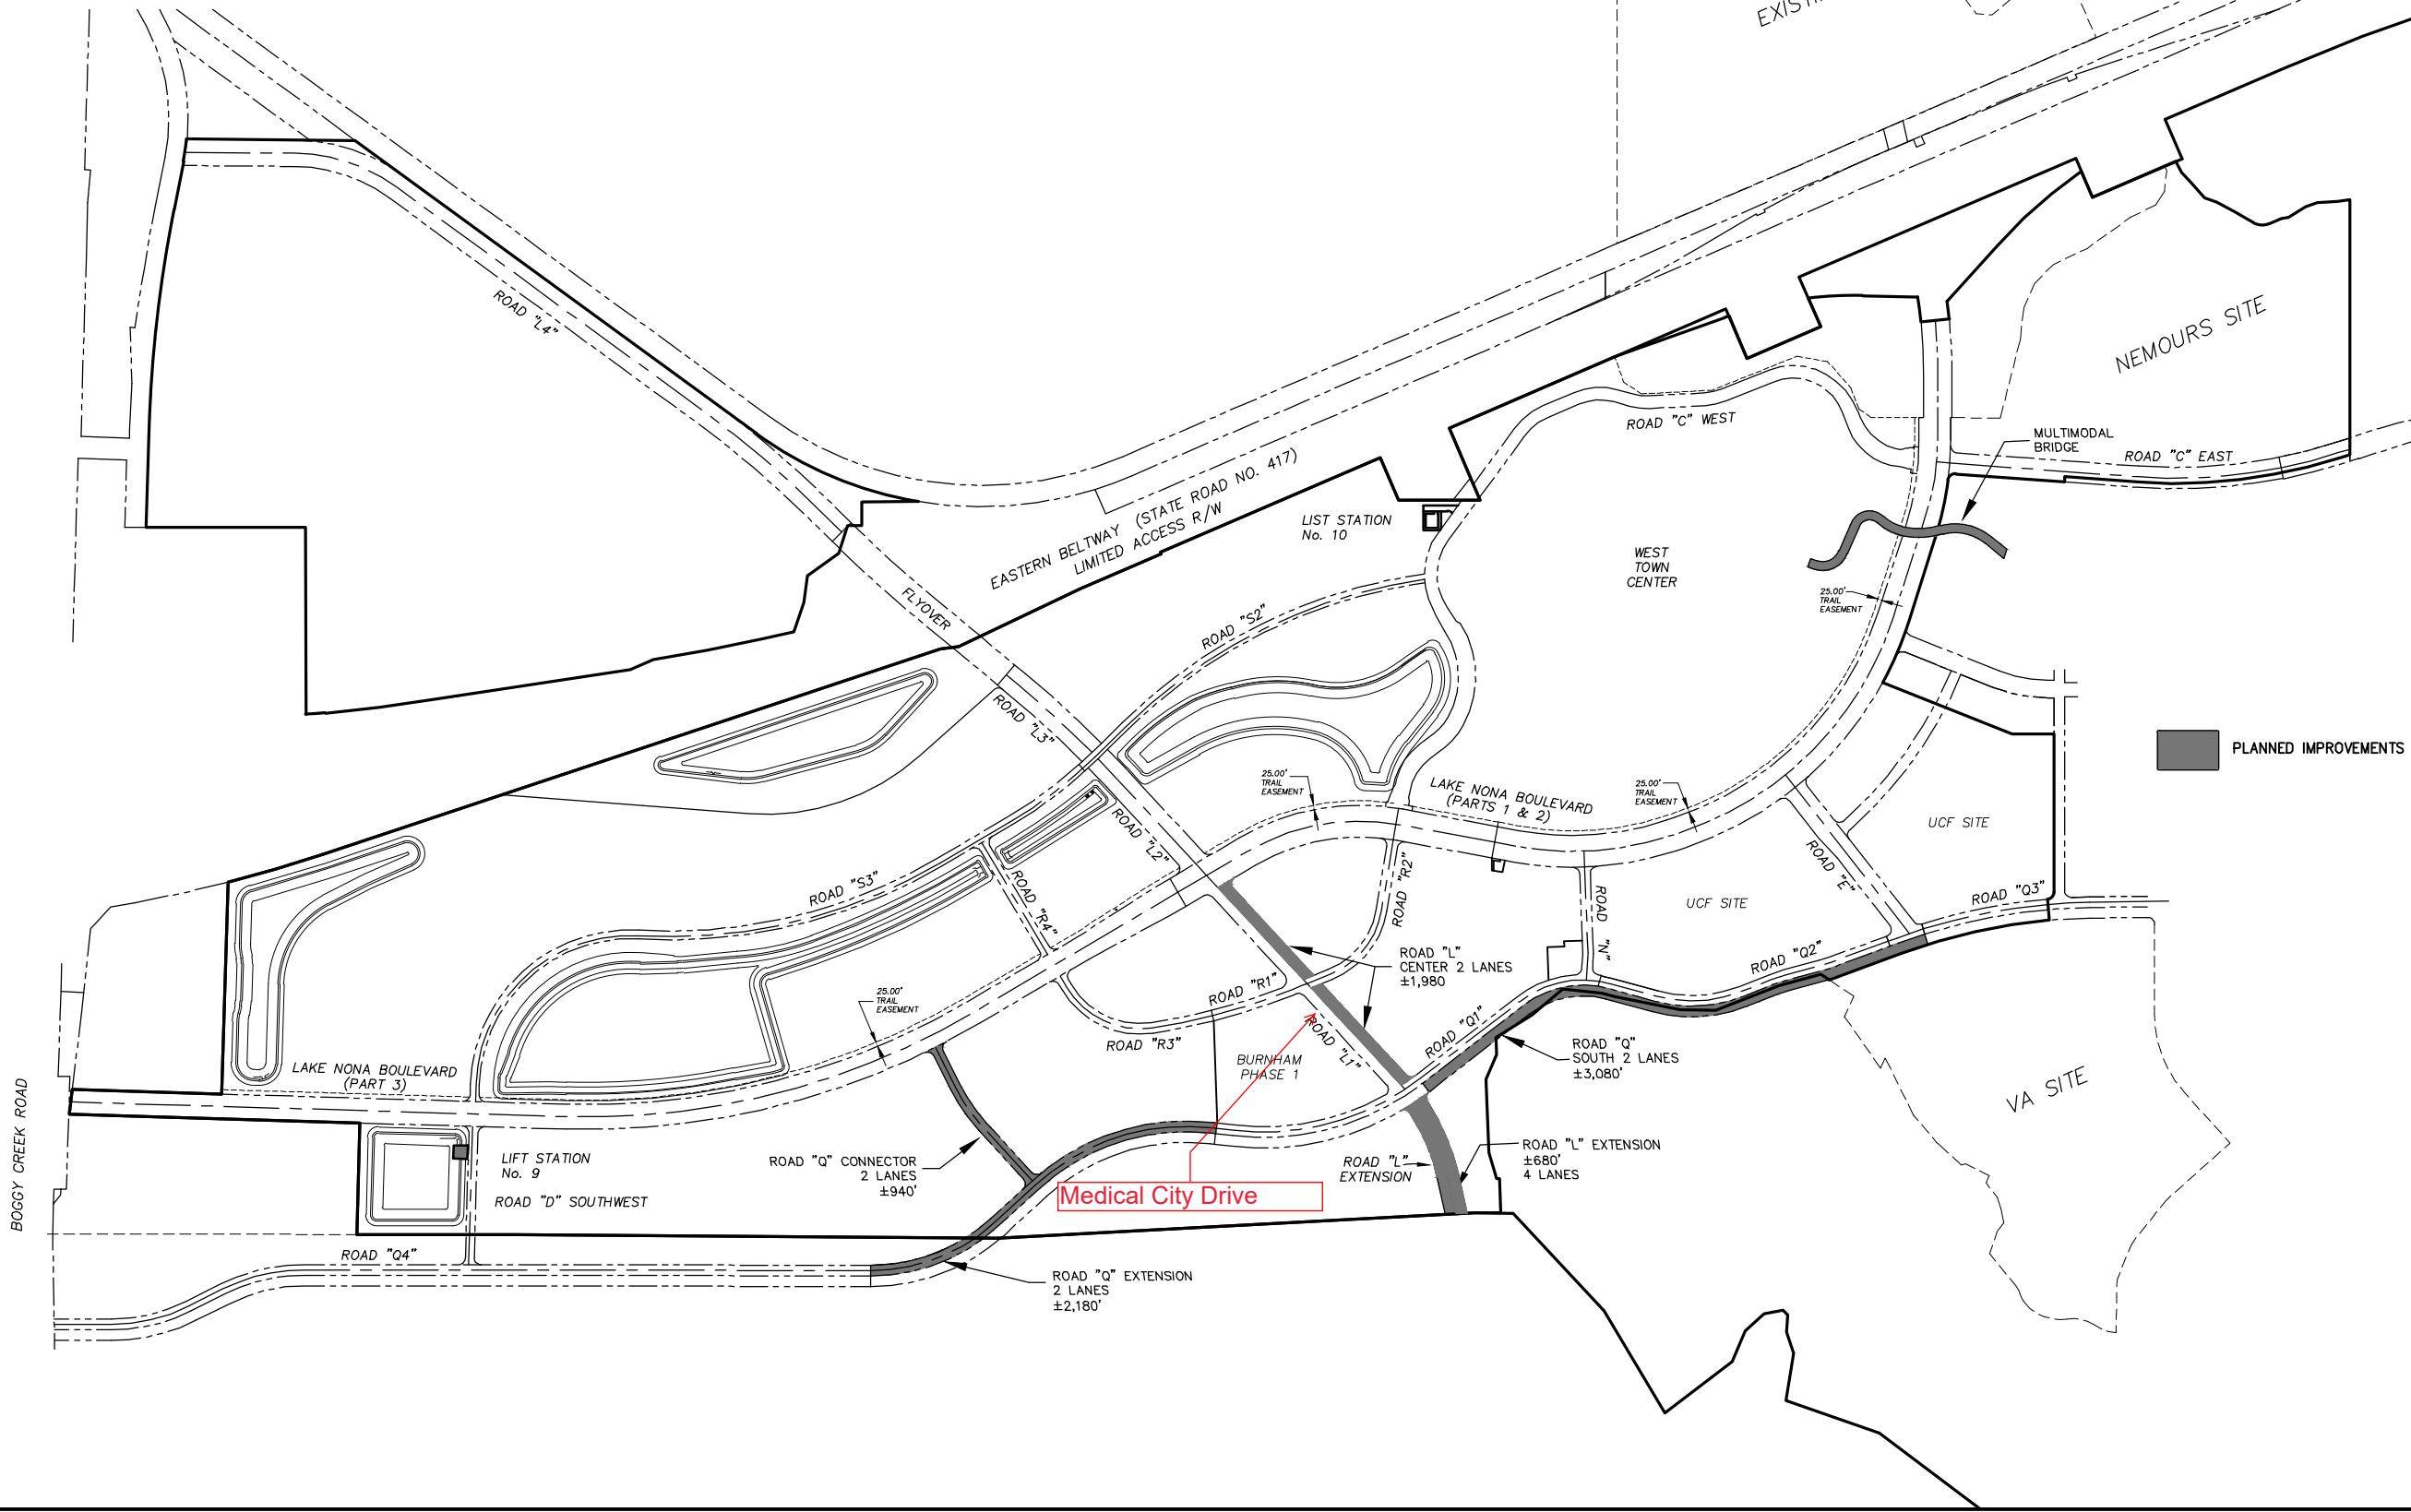 EXISTI
ROAD "L4"
NEMOURS SITE
ROAD "C" WEST
MULTIMODAL
BRIDGE
ROAD "C" EAST
EASTERN BELTWAY (STATE ROAD NO. 417)
LIMITED ACCESS R/W
LIST STATION
No. 10
WEST
TOWN
CENTER
25.00'
TRAIL
EASEMENT
FLYOVER
ROAD "S2"
ROAD "L3"
PLANNED IMPROVEMENTS
25.00'
TRAIL
EASEMENT
LAKE NONA BOULEVARD
(PARTS 1 & 2)
25.00'
TRAIL
EASEMENT
UCF SITE
ROAD "L2"
ROAD "R2"
ROAD "E"
ROAD "S3"
ROAD "R4"
ROAD "N"
UCF SITE
ROAD "Q3"
ROAD "L"
CENTER 2 LANES
±1,980
ROAD "Q2"
25.00'
TRAIL
EASEMENT
ROAD "R1"
ROAD "R3"
ROAD "L1"
ROAD "Q1"
BURNHAM
PHASE 1
ROAD "Q"
SOUTH 2 LANES
±3,080'
VA SITE
LAKE NONA BOULEVARD
(PART 3)
BOGGY CREEK ROAD
LIFT STATION
No. 9
ROAD "D" SOUTHWEST
ROAD "Q" CONNECTOR
2 LANES
±940'
Medical City Drive
ROAD "L"
EXTENSION
ROAD "L" EXTENSION
±680'
4 LANES
ROAD "Q4"
ROAD "Q" EXTENSION
2 LANES
±2,180'